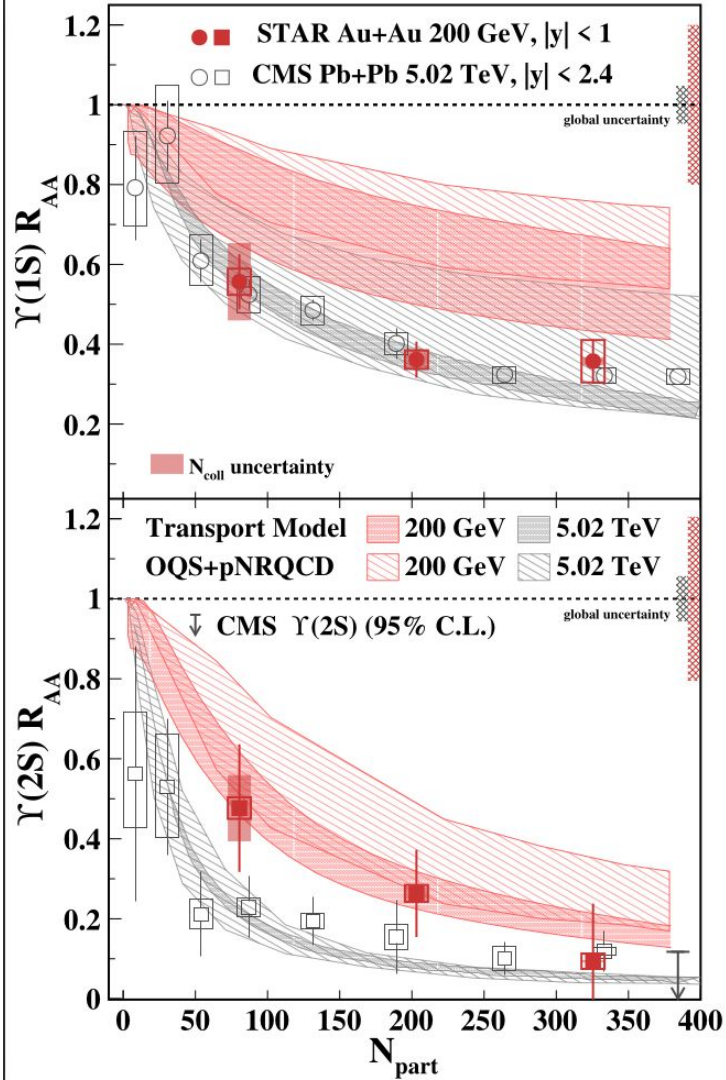 1.2
STAR Au+Au 200 GeV, |y| < 1
CMS Pb+Pb 5.02 TeV, |y| < 2.4
1
global uncertainty
0.8
0.6
0.4
0.2
ϒ(1S) R_AA
N_coll uncertainty
1.2
Transport Model 200 GeV 5.02 TeV
OQS+pNRQCD 200 GeV 5.02 TeV
1
global uncertainty
CMS ϒ(2S) (95% C.L.)
0.8
0.6
0.4
0.2
0
ϒ(2S) R_AA
0 50 100 150 200 250 300 350 400
N_part